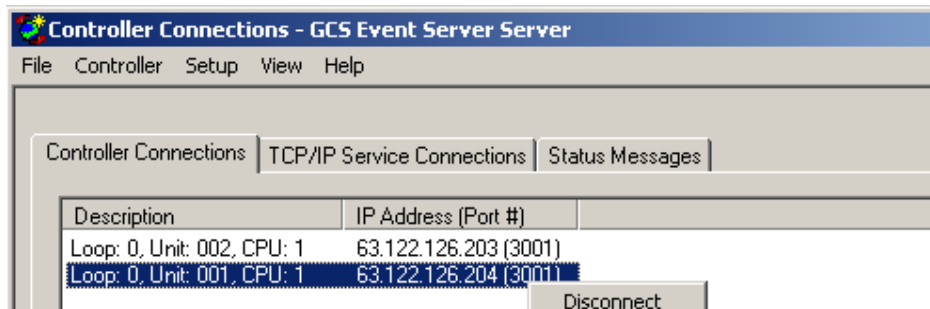 Controller Connections - GCS Event Server Server
File Controller Setup View Help
Controller Connections TCP/IP Service Connections Status Messages
Description IP Address (Port #)
Loop: 0, Unit: 002, CPU: 1 63.122.126.203 (3001)
Loop: 0, Unit: 001, CPU: 1 63.122.126.204 (3001)
Disconnect